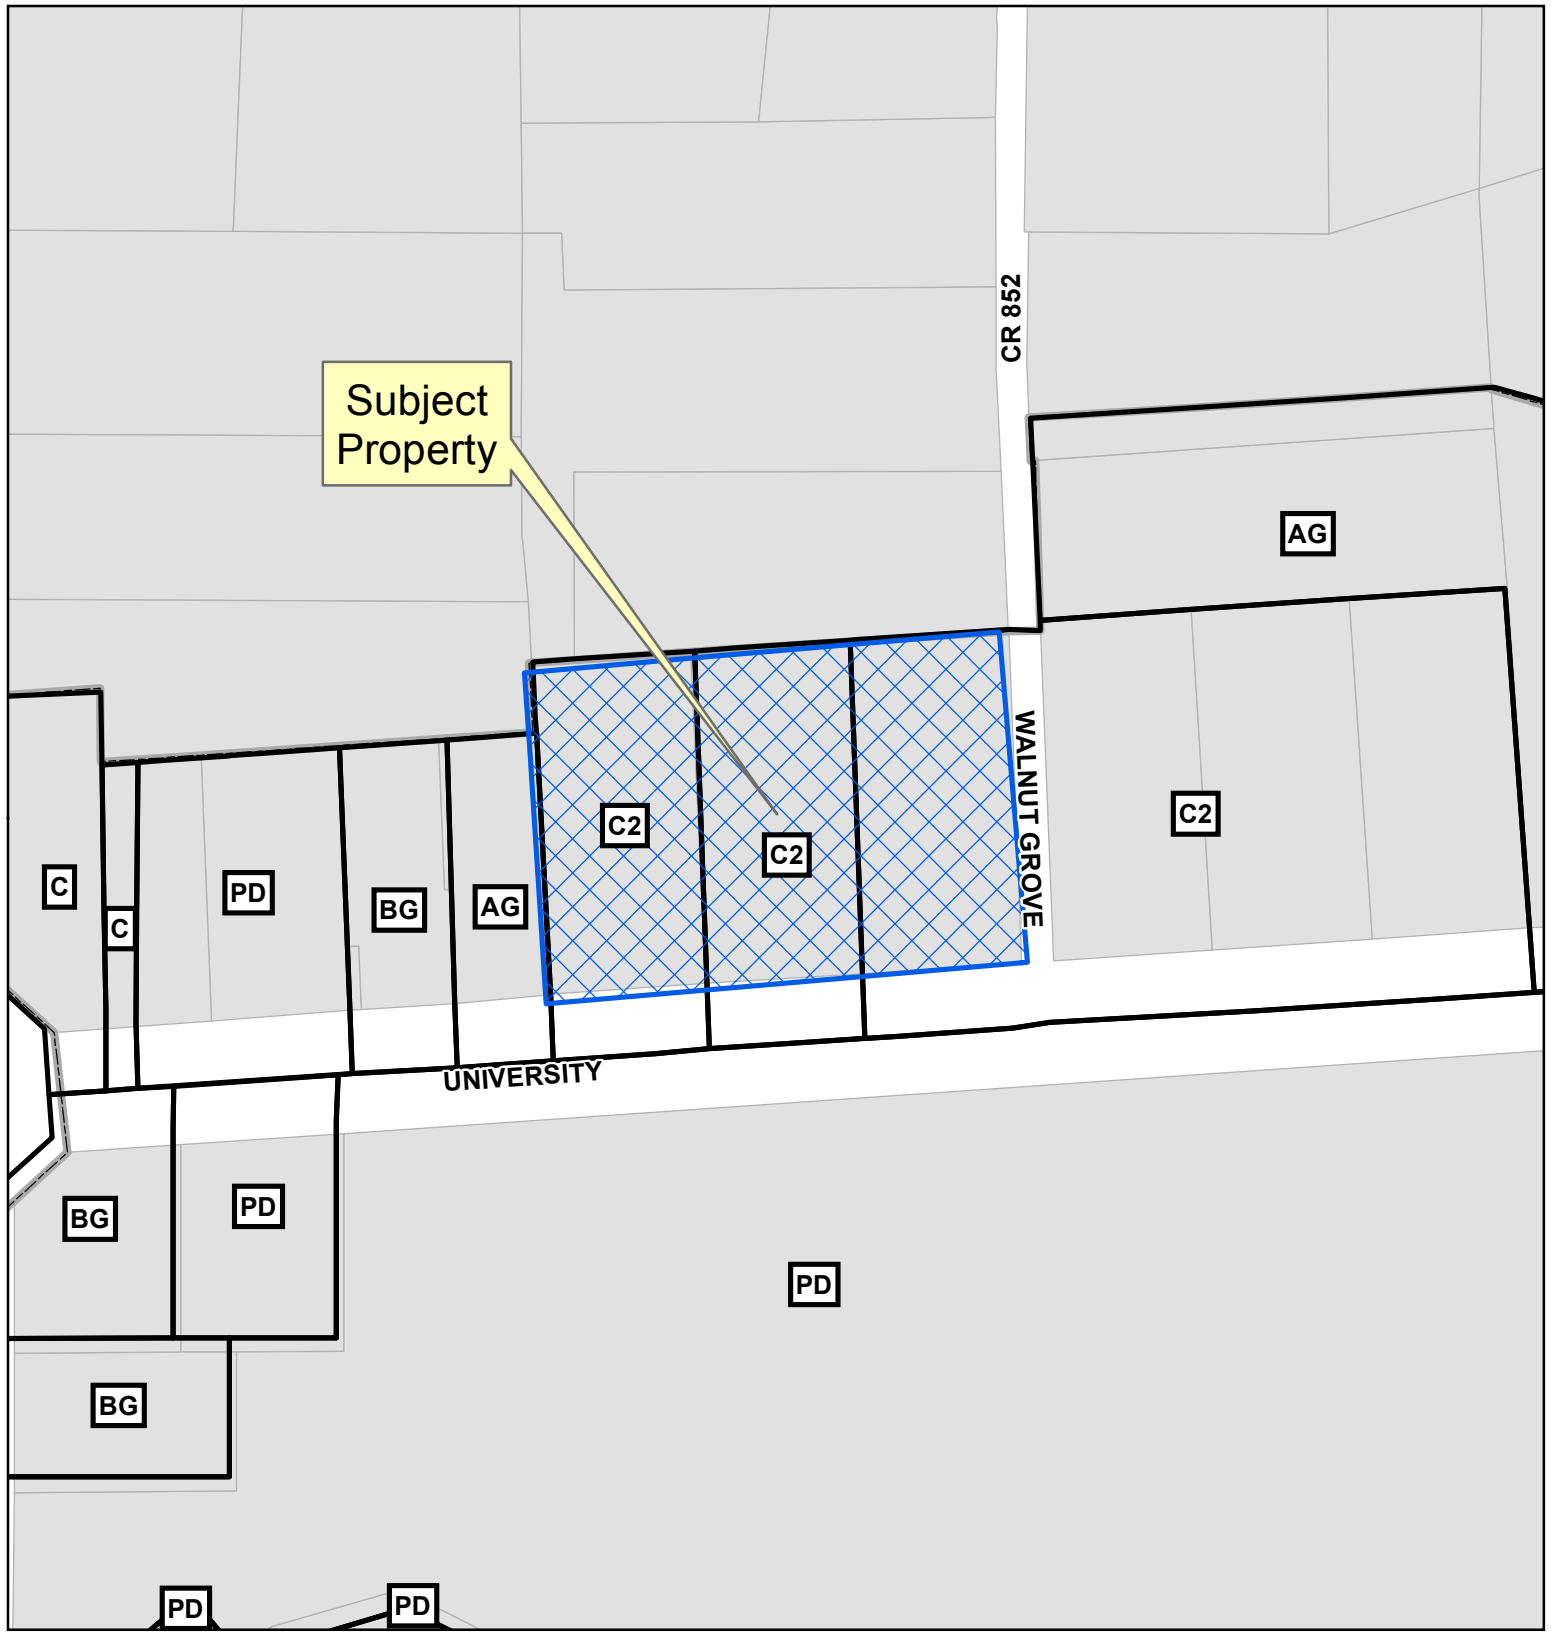 CR 852
Subject
Property
AG
WALNUT GROVE
C2
C2
C2
C
PD
BG
AG
C
UNIVERSITY
BG
PD
PD
BG
PD
PD